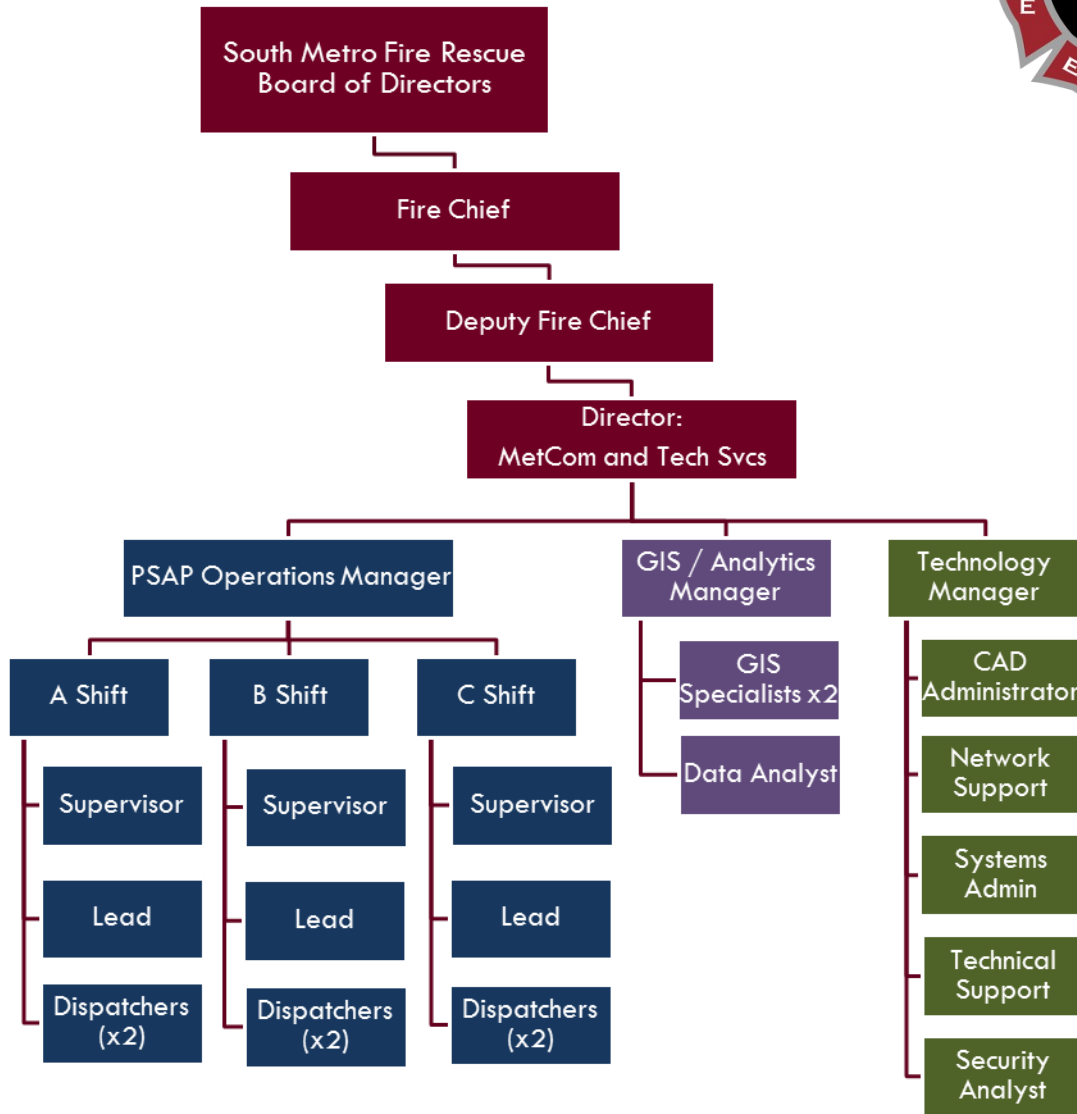 E
E
South Metro Fire Rescue
Board of Directors
Fire Chief
Deputy Fire Chief
Director:
MetCom and Tech Svcs
PSAP Operations Manager
GIS / Analytics
Manager
Technology
Manager
A Shift
B Shift
C Shift
GIS
Specialists x2
CAD
Administrator
Supervisor
Supervisor
Supervisor
Data Analyst
Network
Support
Lead
Lead
Lead
Systems
Admin
Dispatchers
(x2)
Dispatchers
(x2)
Dispatchers
(x2)
Technical
Support
Security
Analyst